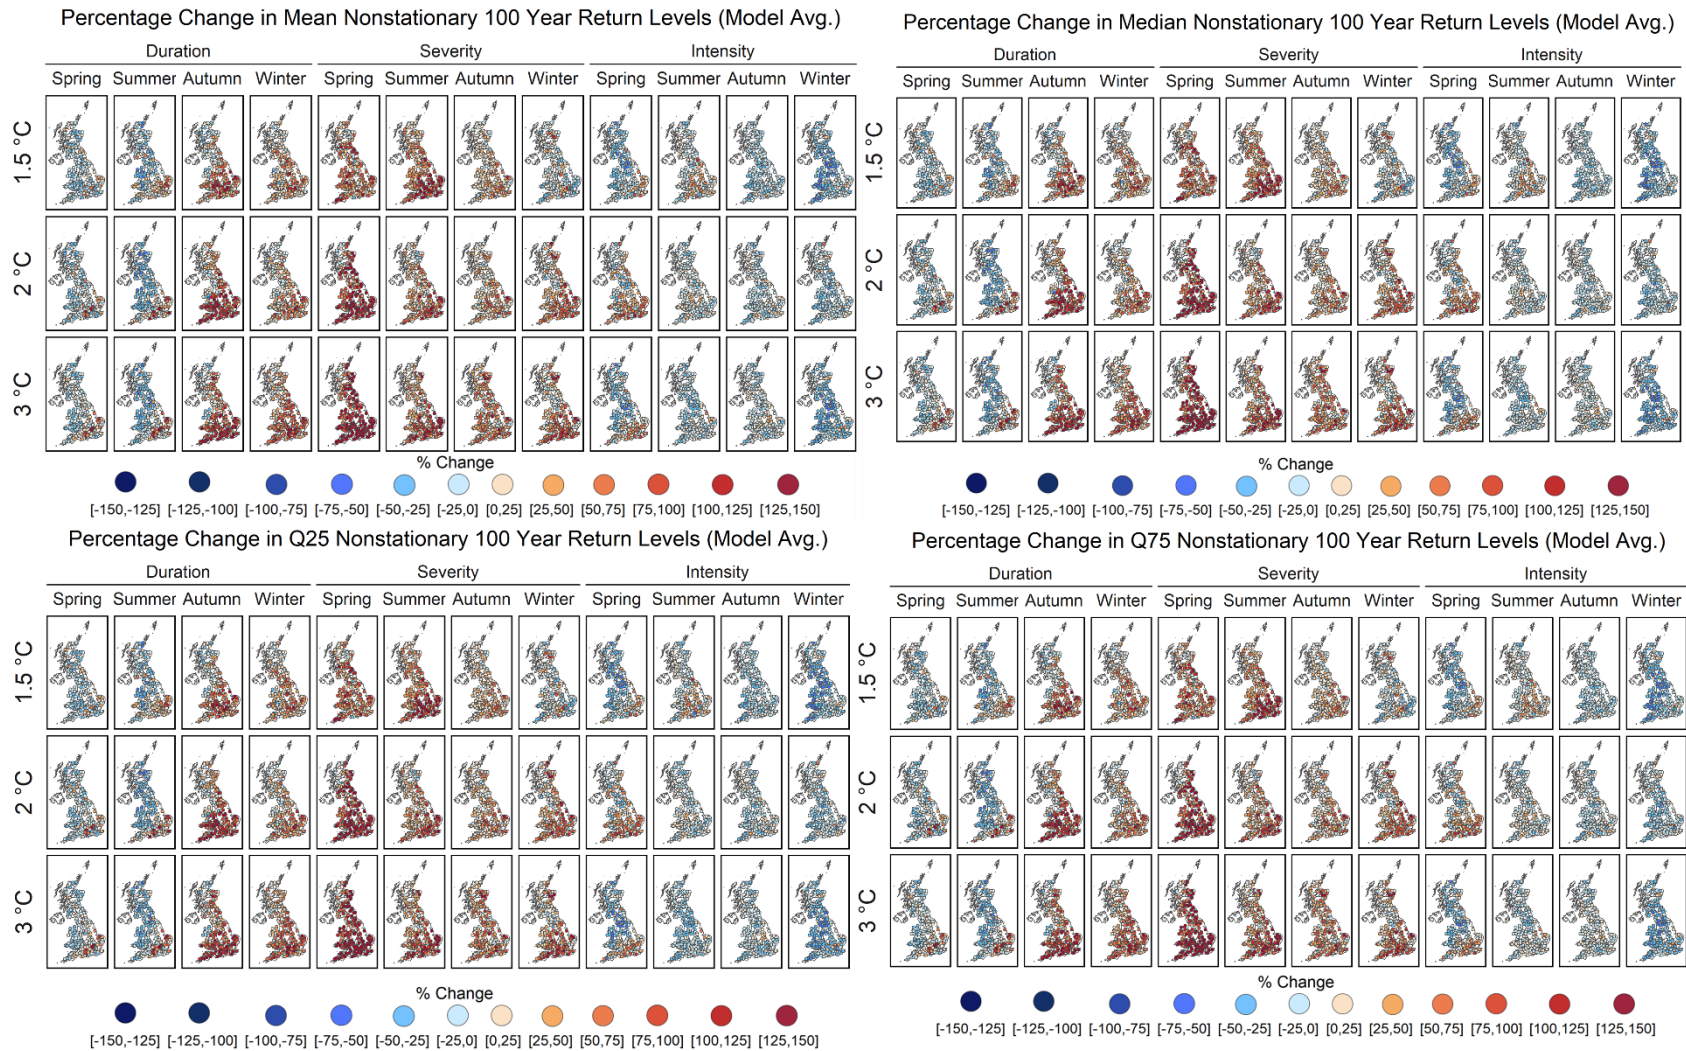 Percentage Change in Mean Nonstationary 100 Year Return Levels (Model Avg.)
Duration Severity Intensity
Spring Summer Autumn Winter Spring Summer Autumn Winter Spring Summer Autumn Winter
1.5 °C
2 °C
3 °C
% Change
[-150,-125] [-125,-100] [-100,-75] [-75,-50] [-50,-25] [-25,0] [0,25] [25,50] [50,75] [75,100] [100,125] [125,150]
Percentage Change in Median Nonstationary 100 Year Return Levels (Model Avg.)
Duration Severity Intensity
Spring Summer Autumn Winter Spring Summer Autumn Winter Spring Summer Autumn Winter
1.5 °C
2 °C
3 °C
% Change
[-150,-125] [-125,-100] [-100,-75] [-75,-50] [-50,-25] [-25,0] [0,25] [25,50] [50,75] [75,100] [100,125] [125,150]
Percentage Change in Q25 Nonstationary 100 Year Return Levels (Model Avg.)
Duration Severity Intensity
Spring Summer Autumn Winter Spring Summer Autumn Winter Spring Summer Autumn Winter
1.5 °C
2 °C
3 °C
% Change
[-150,-125] [-125,-100] [-100,-75] [-75,-50] [-50,-25] [-25,0] [0,25] [25,50] [50,75] [75,100] [100,125] [125,150]
Percentage Change in Q75 Nonstationary 100 Year Return Levels (Model Avg.)
Duration Severity Intensity
Spring Summer Autumn Winter Spring Summer Autumn Winter Spring Summer Autumn Winter
1.5 °C
2 °C
3 °C
% Change
[-150,-125] [-125,-100] [-100,-75] [-75,-50] [-50,-25] [-25,0] [0,25] [25,50] [50,75] [75,100] [100,125] [125,150]